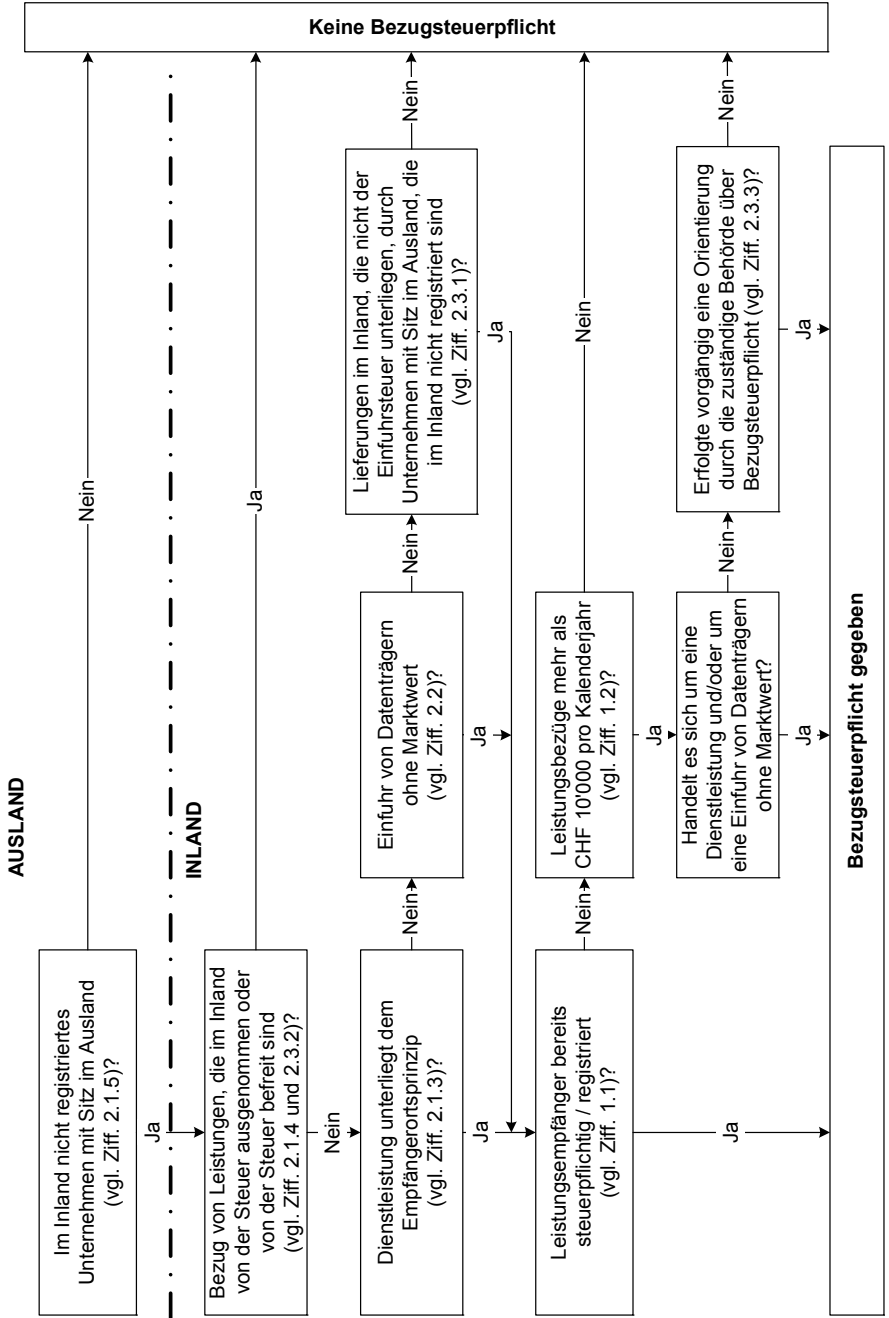 AUSLAND
Im Inland nicht registriertes
Unternehmen mit Sitz im Ausland
(vgl. Ziff. 2.1.5)?
Nein
Ja
INLAND
Bezug von Leistungen, die im Inland
von der Steuer ausgenommen oder
von der Steuer befreit sind
(vgl. Ziff. 2.1.4 und 2.3.2)?
Ja
Nein
Dienstleistung unterliegt dem
Empfängerortsprinzip
(vgl. Ziff. 2.1.3)?
Nein
Ja
Einfuhr von Datenträgern
ohne Marktwert
(vgl. Ziff. 2.2)?
Nein
Ja
Lieferungen im Inland, die nicht der
Einfuhrsteuer unterliegen, durch
Unternehmen mit Sitz im Ausland, die
im Inland nicht registriert sind
(vgl. Ziff. 2.3.1)?
Nein
Ja
Leistungsempfänger bereits
steuerpflichtig / registriert
(vgl. Ziff. 1.1)?
Nein
Ja
Leistungsbezüge mehr als
CHF 10'000 pro Kalenderjahr
(vgl. Ziff. 1.2)?
Nein
Ja
Handelt es sich um eine
Dienstleistung und/oder um
eine Einfuhr von Datenträgern
ohne Marktwert?
Nein
Ja
Erfolgte vorgängig eine Orientierung
durch die zuständige Behörde über
Bezugsteuerpflicht (vgl. Ziff. 2.3.3)?
Nein
Ja
Keine Bezugsteuerpflicht
Bezugsteuerpflicht gegeben